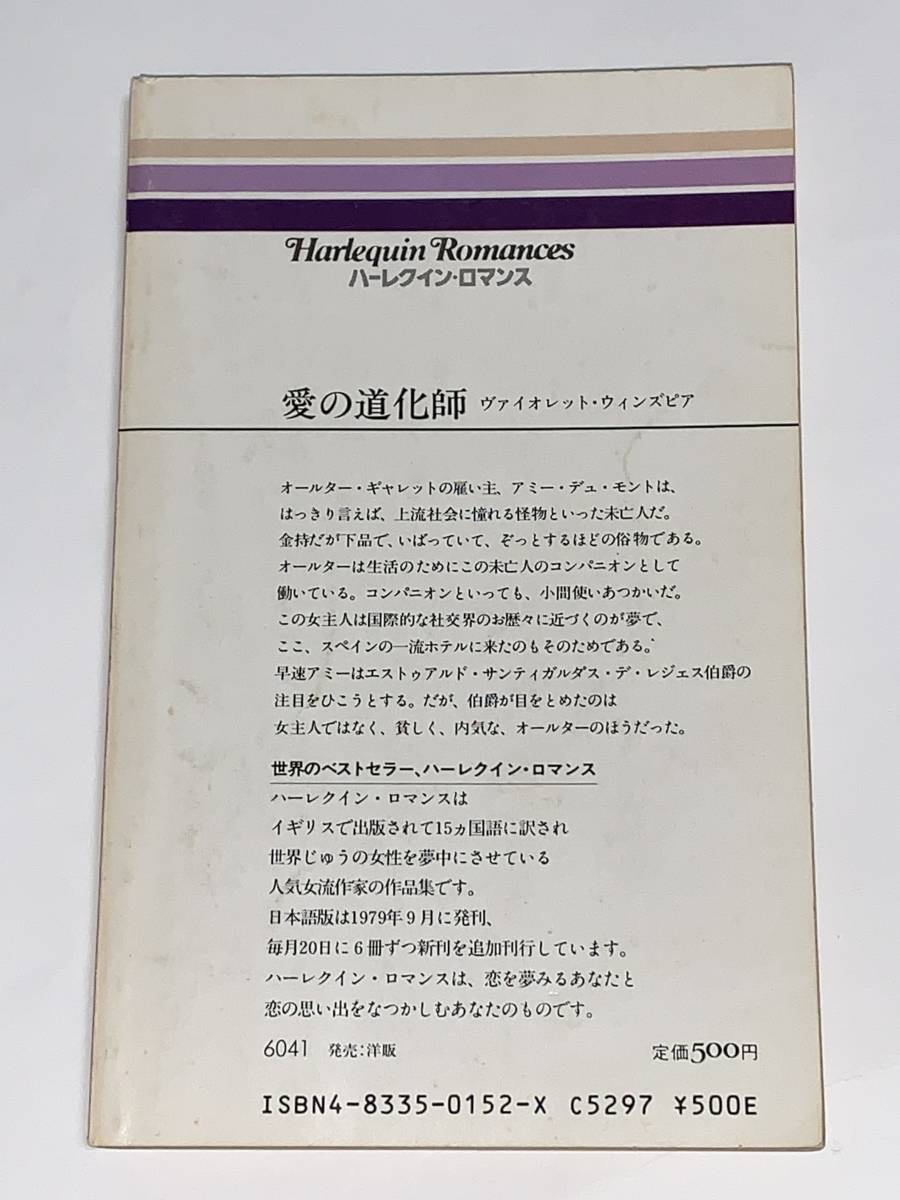 Harlequin Romances
ハーレクイン・ロマンス
愛の道化師 ヴァイオレット・ウィンズピア
オールター・ギャレットの雇い主、アミー・デュ・モントは、
はっきり言えば、上流社会に憧れる怪物といった未亡人だ。
金持だが下品で、いばっていて、ぞっとするほどの俗物である。
オールターは生活のためにこの未亡人のコンパニオンとして
働いている。コンパニオンといっても、小間使いあつかいだ。
この女主人は国際的な社交界のお歴々に近づくのが夢で、
ここ、スペインの一流ホテルに来たのもそのためである。
早速アミーはエストゥアルド・サンティガルダス・デ・レジェス伯爵の
注目をひこうとする。だが、伯爵が目をとめたのは
女主人ではなく、貧しく、内気な、オールターのほうだった。
世界のベストセラー、ハーレクイン・ロマンス
ハーレクイン・ロマンスは
イギリスで出版されて15ヵ国語に訳され
世界じゅうの女性を夢中にさせている
人気女流作家の作品集です。
日本語版は1979年9月に発刊、
毎月20日に6冊ずつ新刊を追加刊行しています。
ハーレクイン・ロマンスは、恋を夢みるあなたと
恋の思い出をなつかしむあなたのものです。
6041 発売：洋販 定価500円
ISBN4-8335-0152-X C5297 ¥500E